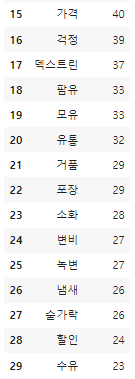 15 가격 40
16 걱정 39
17 덱스트린 37
18 팜유 33
19 모유 33
20 유통 32
21 거품 29
22 포장 29
23 소화 28
24 변비 27
25 녹변 27
26 냄새 26
27 숟가락 26
28 할인 24
29 수유 23